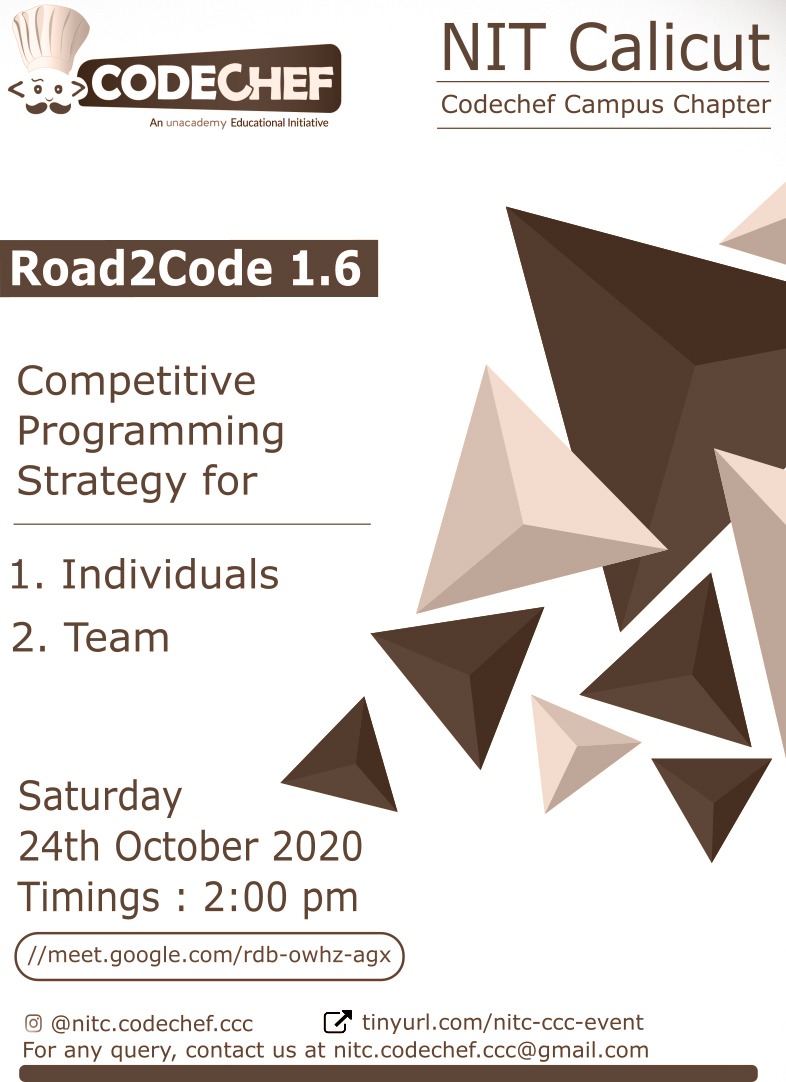 CODECHEF
An unacademy Educational Initiative
NIT Calicut
Codechef Campus Chapter
Road2Code 1.6
Competitive
Programming
Strategy for
1. Individuals
2. Team
Saturday
24th October 2020
Timings : 2:00 pm
//meet.google.com/rdb-owhz-agx
@nitc.codechef.ccc
tinyurl.com/nitc-ccc-event
For any query, contact us at nitc.codechef.ccc@gmail.com